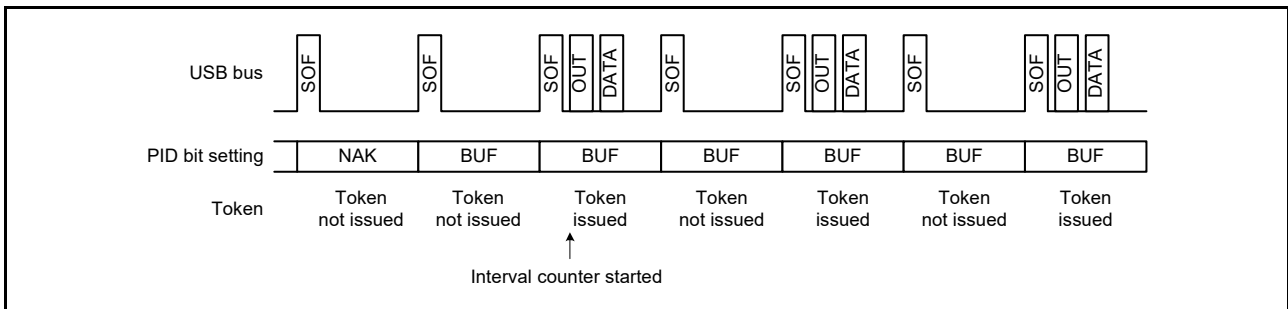 USB bus
SOF
SOF
SOF
OUT
DATA
SOF
SOF
OUT
DATA
SOF
SOF
OUT
DATA
PID bit setting
NAK
BUF
BUF
BUF
BUF
BUF
BUF
Token
Token
not issued
Token
not issued
Token
issued
Token
not issued
Token
issued
Token
not issued
Token
issued
Interval counter started